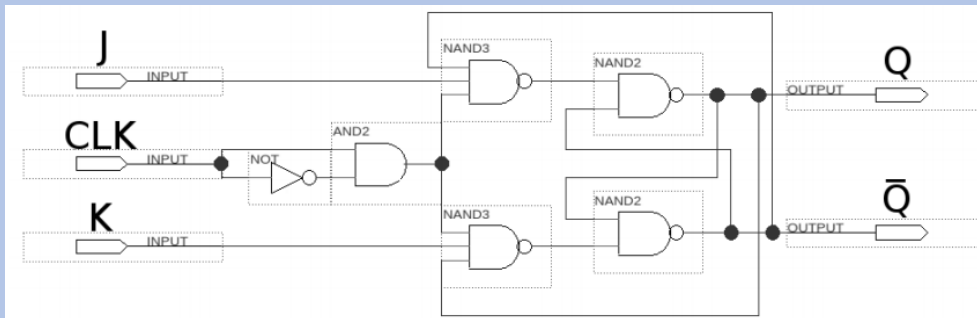 J
INPUT
NAND3
NAND2
OUTPUT
Q
CLK
INPUT
NOT
AND2
K
INPUT
NAND3
NAND2
OUTPUT
Q̅